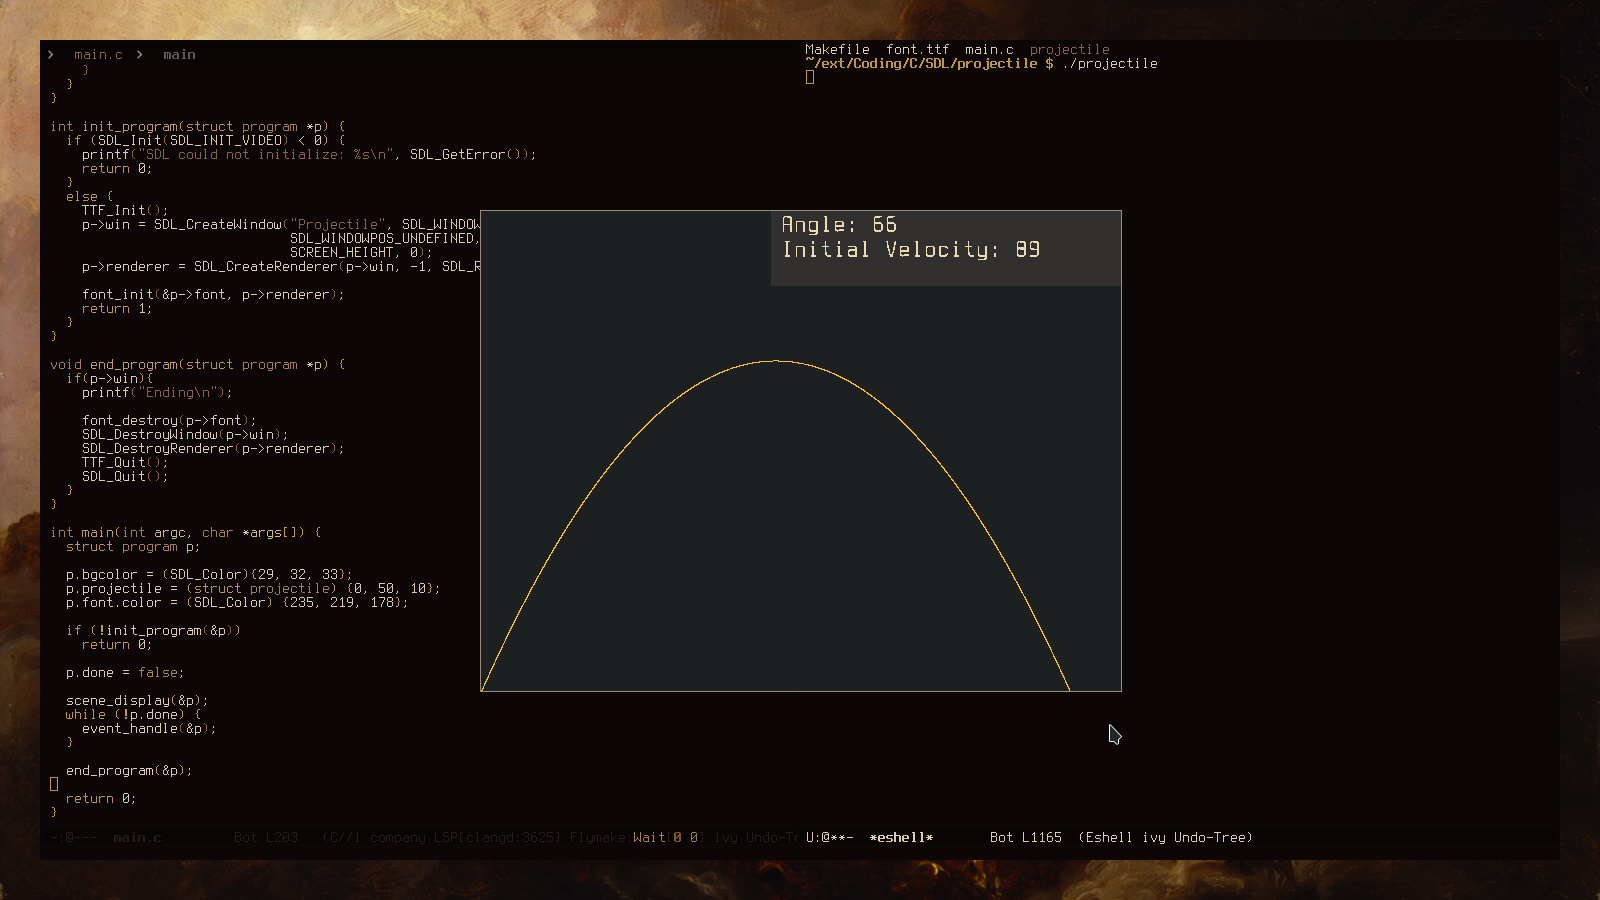 > main.c > main
    }
  }
}
int init_program(struct program *p) {
  if (SDL_Init(SDL_INIT_VIDEO) < 0) {
    printf("SDL could not initialize: %s\n", SDL_GetError());
    return 0;
  }
  else {
    TTF_Init();
    p->win = SDL_CreateWindow("Projectile", SDL_WINDOW
                              SDL_WINDOWPOS_UNDEFINED,
                              SCREEN_HEIGHT, 0);
    p->renderer = SDL_CreateRenderer(p->win, -1, SDL_R
    font_init(&p->font, p->renderer);
    return 1;
  }
}
void end_program(struct program *p) {
  if(p->win){
    printf("Ending\n");
    font_destroy(p->font);
    SDL_DestroyWindow(p->win);
    SDL_DestroyRenderer(p->renderer);
    TTF_Quit();
    SDL_Quit();
  }
}
int main(int argc, char *args[]) {
  struct program p;
  p.bgcolor = (SDL_Color){29, 32, 33};
  p.projectile = (struct projectile) {0, 50, 10};
  p.font.color = (SDL_Color) {235, 219, 178};
  if (!init_program(&p))
    return 0;
  p.done = false;
  scene_display(&p);
  while (!p.done) {
    event_handle(&p);
  }
  end_program(&p);
  return 0;
}
-:@--- main.c Bot L203 (C//l company LSP[clangd:3625] Flymake:Wait[0 0] ivy Undo-Tr
Makefile font.ttf main.c projectile
~/ext/Coding/C/SDL/projectile $ ./projectile
Angle: 66
Initial Velocity: 89
U:@**- *eshell* Bot L1165 (Eshell ivy Undo-Tree)